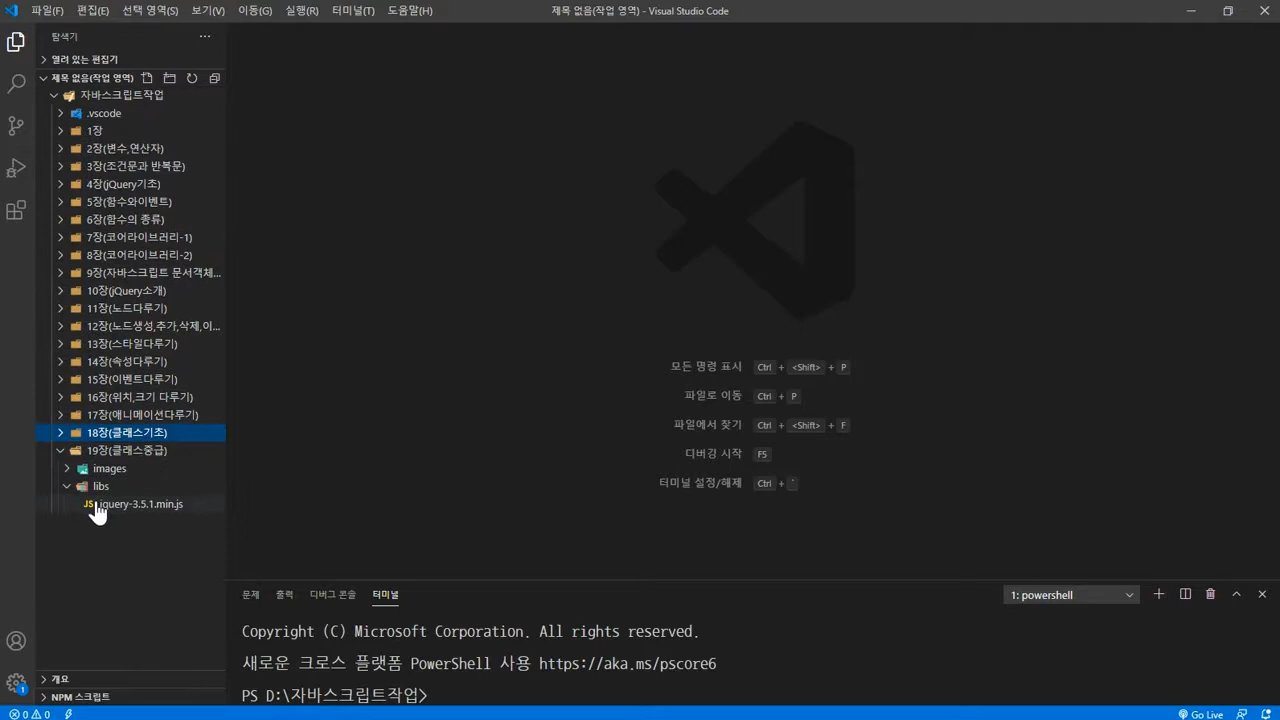 파일(F) 편집(E) 선택 영역(S) 보기(V) 이동(G) 실행(R) 터미널(T) 도움말(H) 제목 없음(작업 영역) - Visual Studio Code
탐색기
열려 있는 편집기
제목 없음(작업 영역)
자바스크립트작업
.vscode
1장
2장(변수,연산자)
3장(조건문과 반복문)
4장(jQuery기초)
5장(함수와이벤트)
6장(함수의 종류)
7장(코어라이브러리-1)
8장(코어라이브러리-2)
9장(자바스크립트 문서객체...
10장(jQuery소개)
11장(노드다루기)
12장(노드생성,추가,삭제,이...
13장(스타일다루기)
14장(속성다루기)
15장(이벤트다루기)
16장(위치,크기 다루기)
17장(애니메이션다루기)
18장(클래스기초)
19장(클래스중급)
images
libs
JS jquery-3.5.1.min.js
개요
NPM 스크립트
모든 명령 표시 Ctrl + <Shift> + P
파일로 이동 Ctrl + P
파일에서 찾기 Ctrl + <Shift> + F
디버깅 시작 F5
터미널 설정/해제 Ctrl + `
문제 출력 디버그 콘솔 터미널 1: powershell
Copyright (C) Microsoft Corporation. All rights reserved.
새로운 크로스 플랫폼 PowerShell 사용 https://aka.ms/pscore6
PS D:\자바스크립트작업>
1
0 0 Go Live